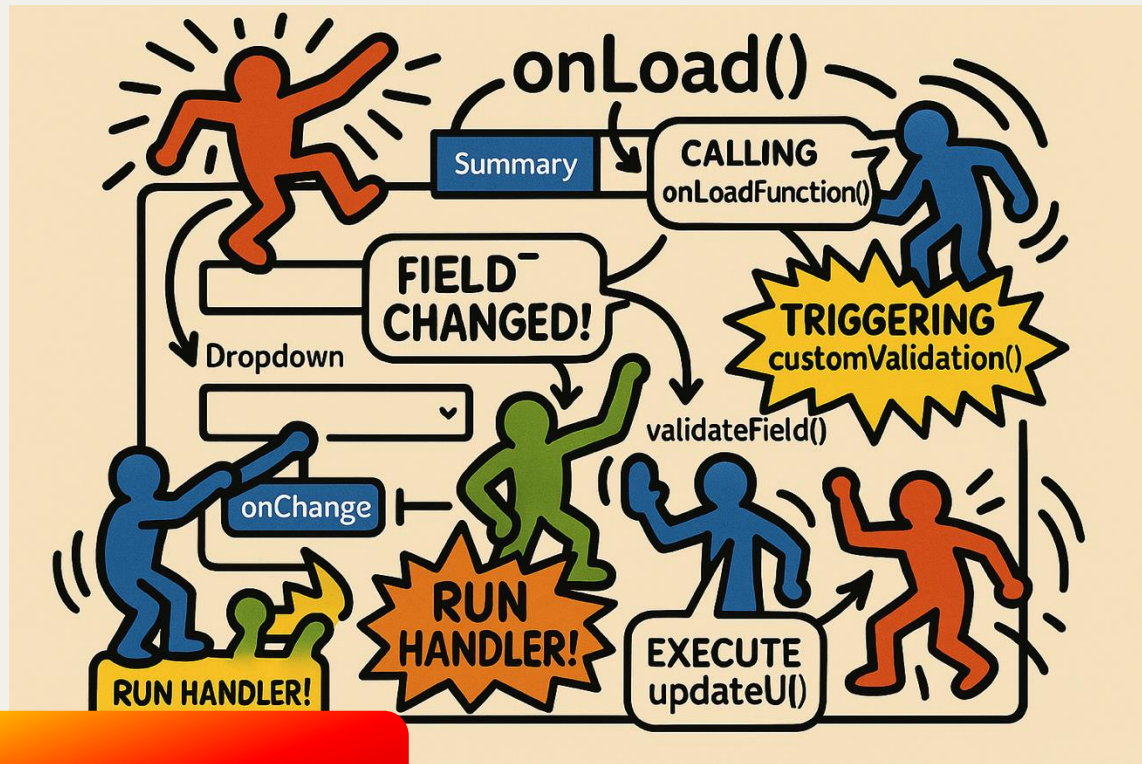 onLoad()
Summary
CALLING
onLoadFunction()
FIELD
CHANGED!
TRIGGERING
customValidation()
Dropdown
validateField()
onChange
RUN
HANDLER!
EXECUTE
updateU()
RUN HANDLER!